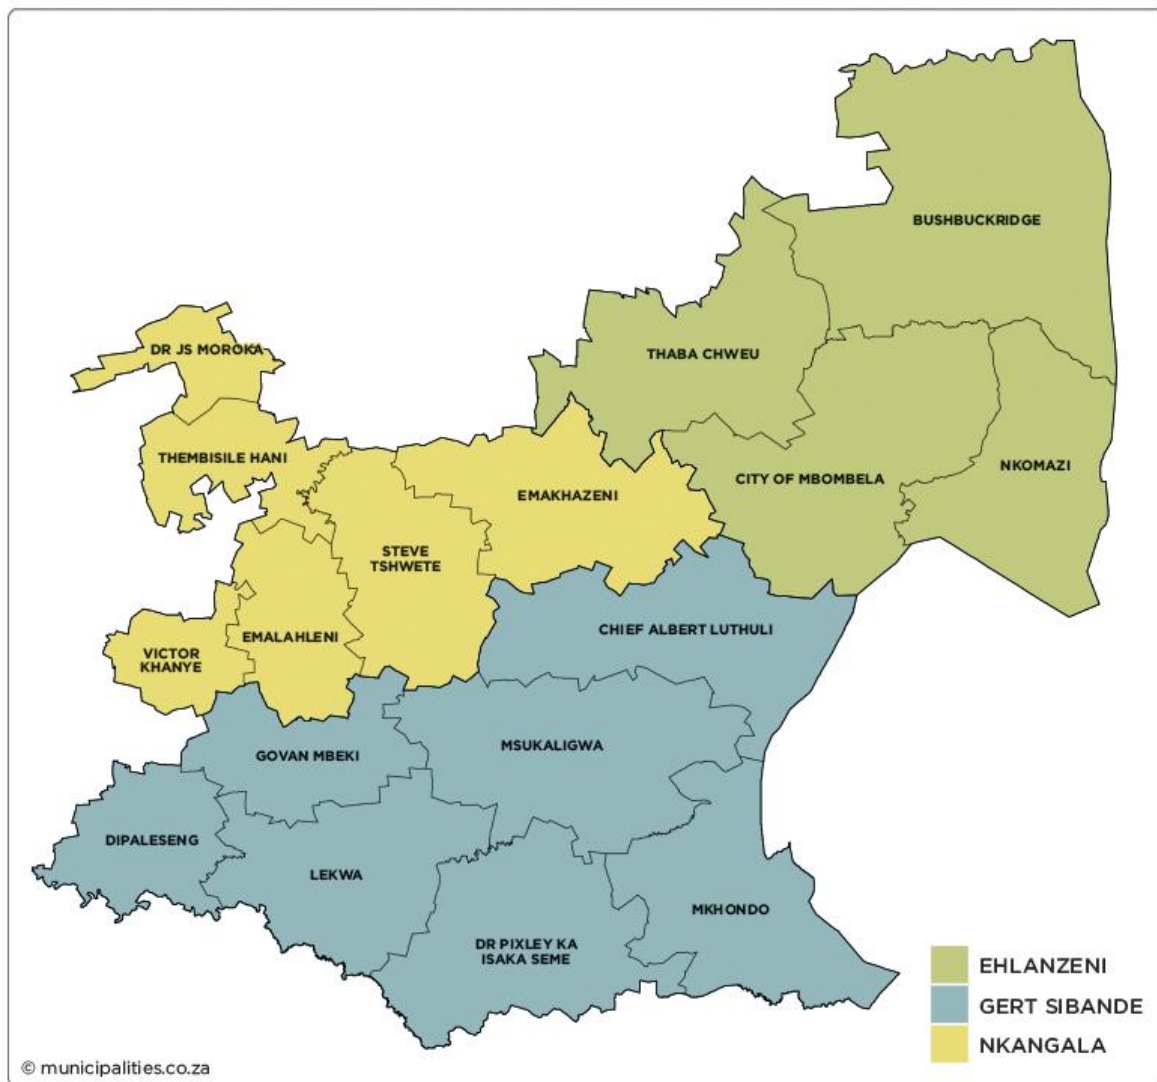 BUSHBUCKRIDGE
DR JS MOROKA
THABA CHWEU
THEMBISILE HANI
NKOMAZI
CITY OF MBOMBELA
EMAKHAZENI
STEVE
TSHWETE
CHIEF ALBERT LUTHULI
EMALAHLENI
VICTOR
KHANYE
MSUKALIGWA
GOVAN MBEKI
DIPALESENG
LEKWA
MKHONDO
DR PIXLEY KA
ISAKA SEME
EHLANZENI
GERT SIBANDE
NKANGALA
© municipalities.co.za